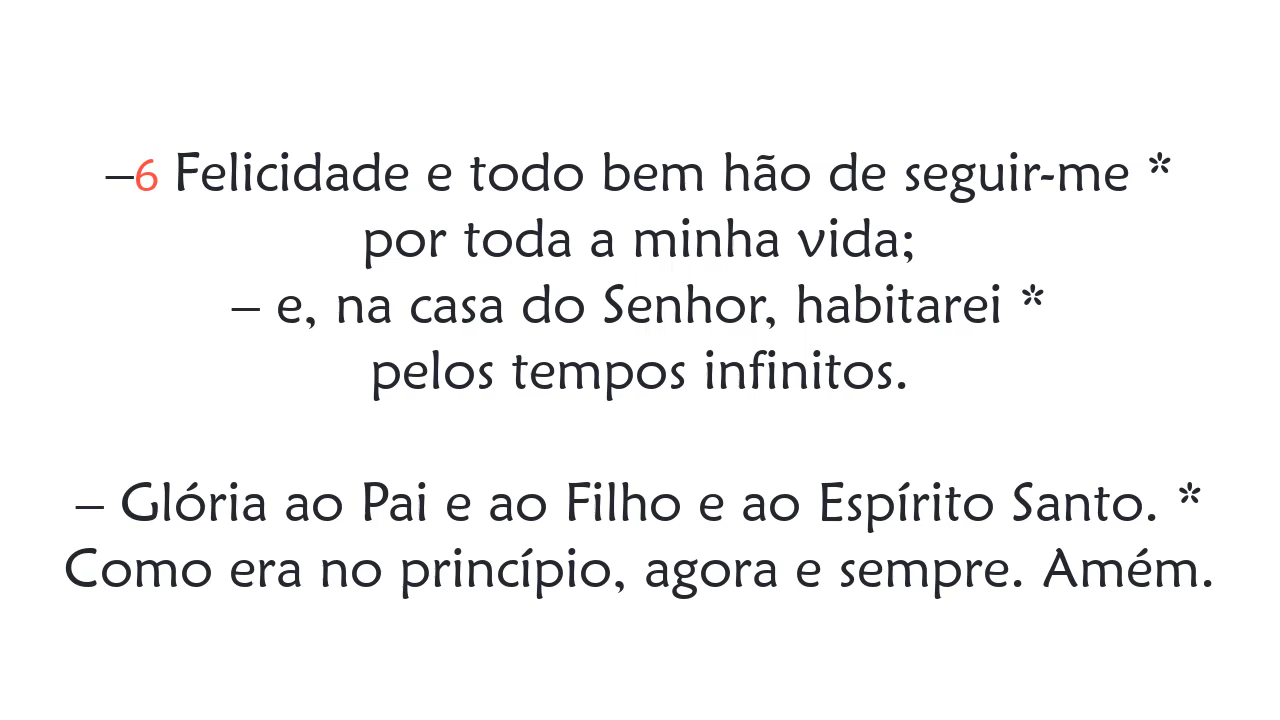 –6 Felicidade e todo bem hão de seguir-me *
por toda a minha vida;
– e, na casa do Senhor, habitarei *
pelos tempos infinitos.
– Glória ao Pai e ao Filho e ao Espírito Santo. *
Como era no princípio, agora e sempre. Amém.